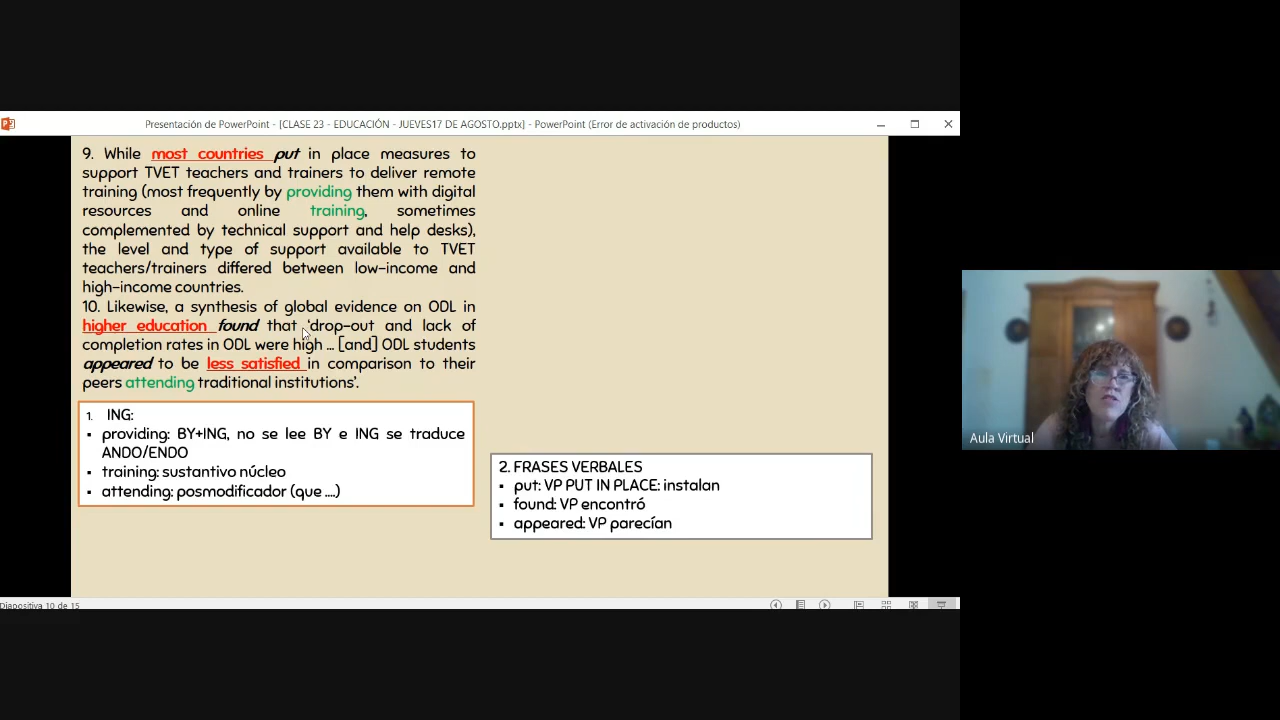 Presentación de PowerPoint - [CLASE 23 - EDUCACIÓN - JUEVES17 DE AGOSTO.pptx] - PowerPoint (Error de activación de productos)
9. While most countries put in place measures to
support TVET teachers and trainers to deliver remote
training (most frequently by providing them with digital
resources and online training, sometimes
complemented by technical support and help desks),
the level and type of support available to TVET
teachers/trainers differed between low-income and
high-income countries.
10. Likewise, a synthesis of global evidence on ODL in
higher education found that 'drop-out and lack of
completion rates in ODL were high ... [and] ODL students
appeared to be less satisfied in comparison to their
peers attending traditional institutions'.
1. ING:
▪ providing: BY+ING, no se lee BY e ING se traduce
ANDO/ENDO
▪ training: sustantivo núcleo
▪ attending: posmodificador (que ....)
2. FRASES VERBALES
▪ put: VP PUT IN PLACE: instalan
▪ found: VP encontró
▪ appeared: VP parecían
Aula Virtual
Diapositiva 10 de 15